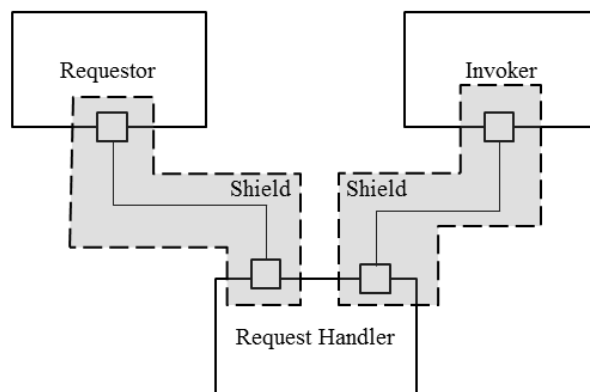 Requestor
Invoker
Shield
Shield
Request Handler